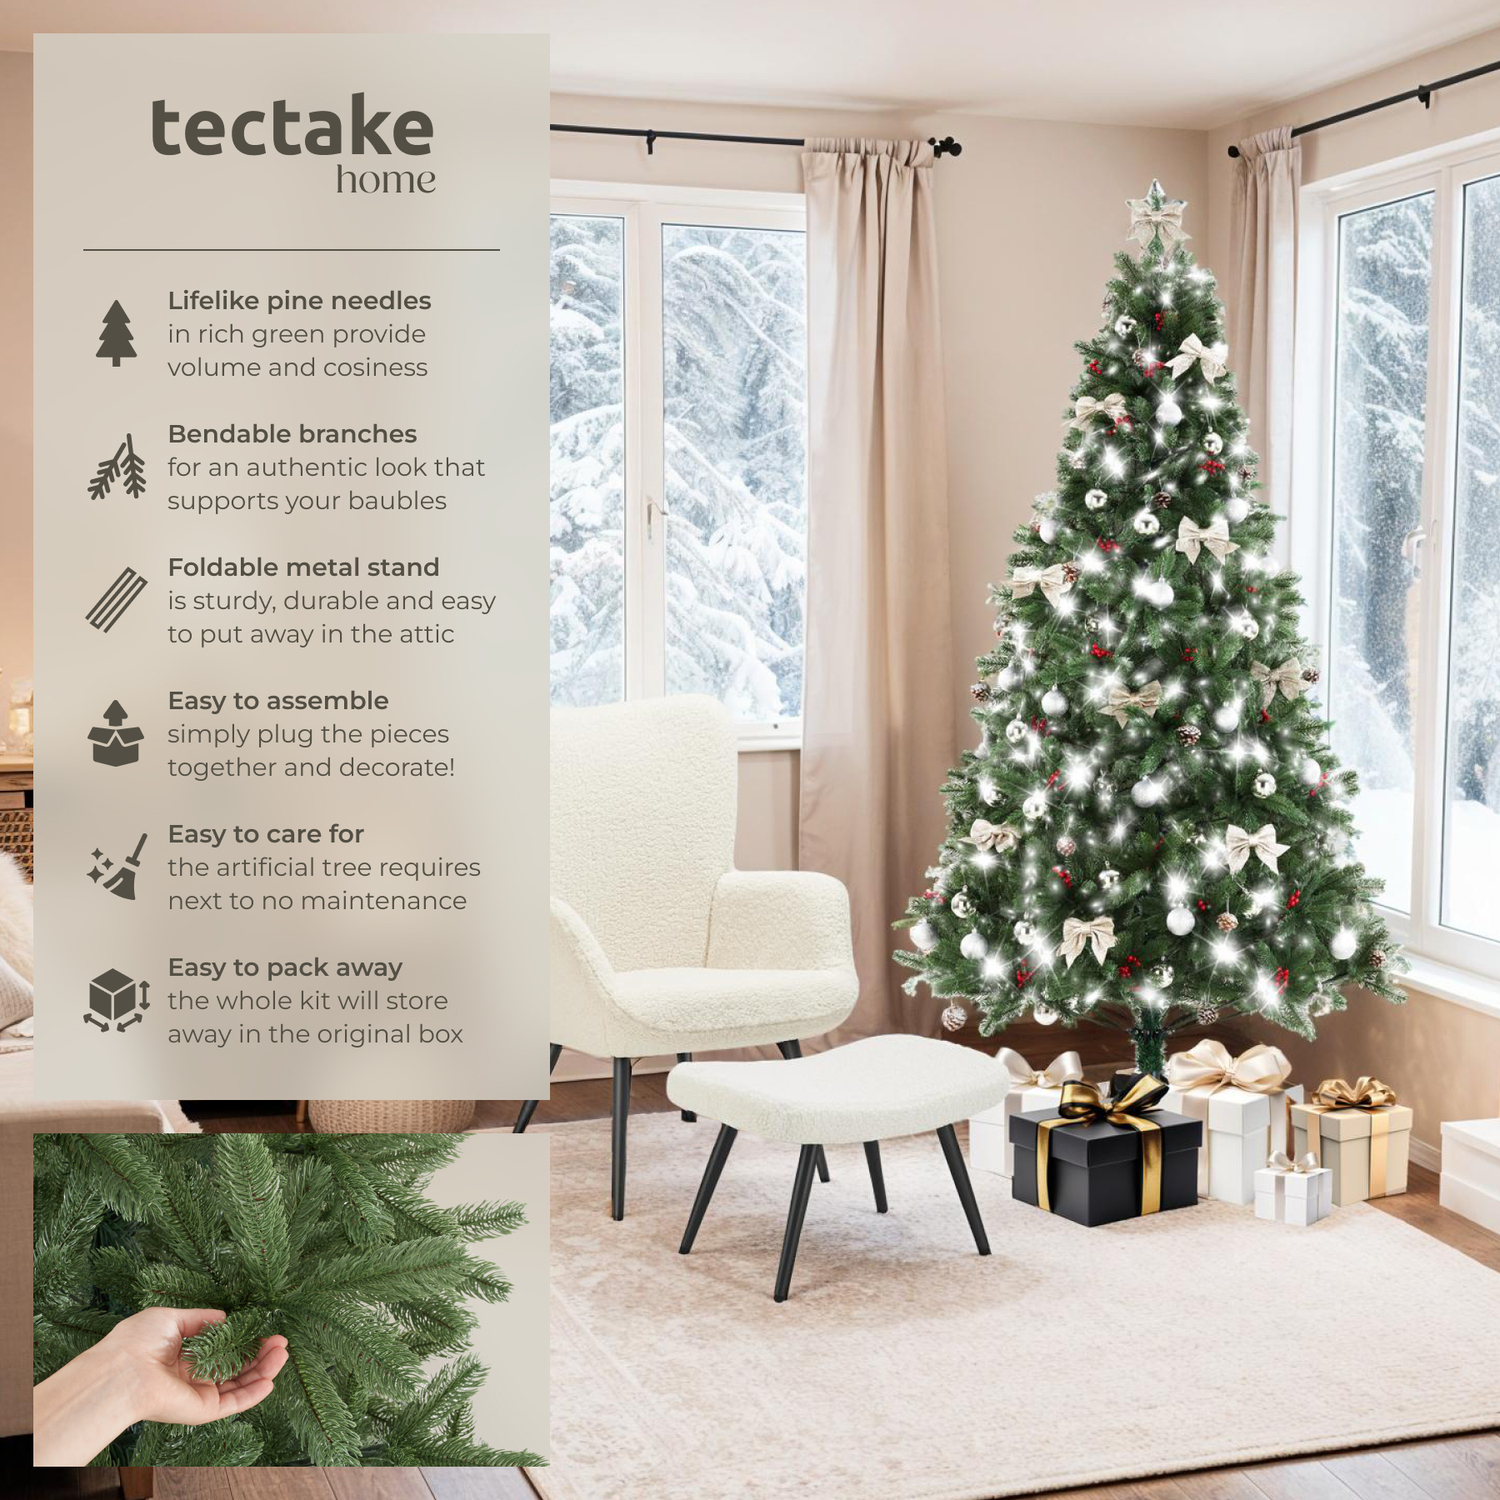 tectake
home
Lifelike pine needles
in rich green provide
volume and cosiness
Bendable branches
for an authentic look that
supports your baubles
Foldable metal stand
is sturdy, durable and easy
to put away in the attic
Easy to assemble
simply plug the pieces
together and decorate!
Easy to care for
the artificial tree requires
next to no maintenance
Easy to pack away
the whole kit will store
away in the original box